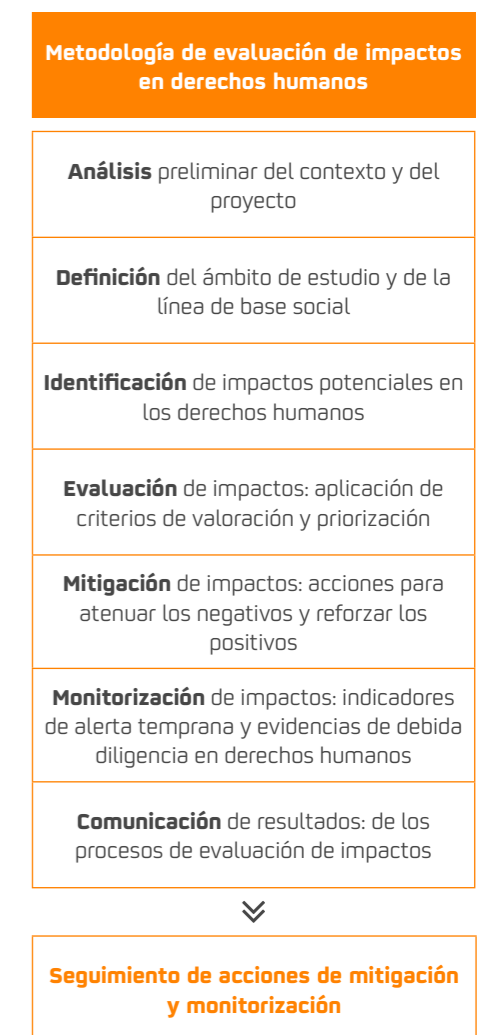 Metodología de evaluación de impactos
en derechos humanos
Análisis preliminar del contexto y del
proyecto
Definición del ámbito de estudio y de la
línea de base social
Identificación de impactos potenciales en
los derechos humanos
Evaluación de impactos: aplicación de
criterios de valoración y priorización
Mitigación de impactos: acciones para
atenuar los negativos y reforzar los
positivos
Monitorización de impactos: indicadores
de alerta temprana y evidencias de debida
diligencia en derechos humanos
Comunicación de resultados: de los
procesos de evaluación de impactos
Seguimiento de acciones de mitigación
y monitorización